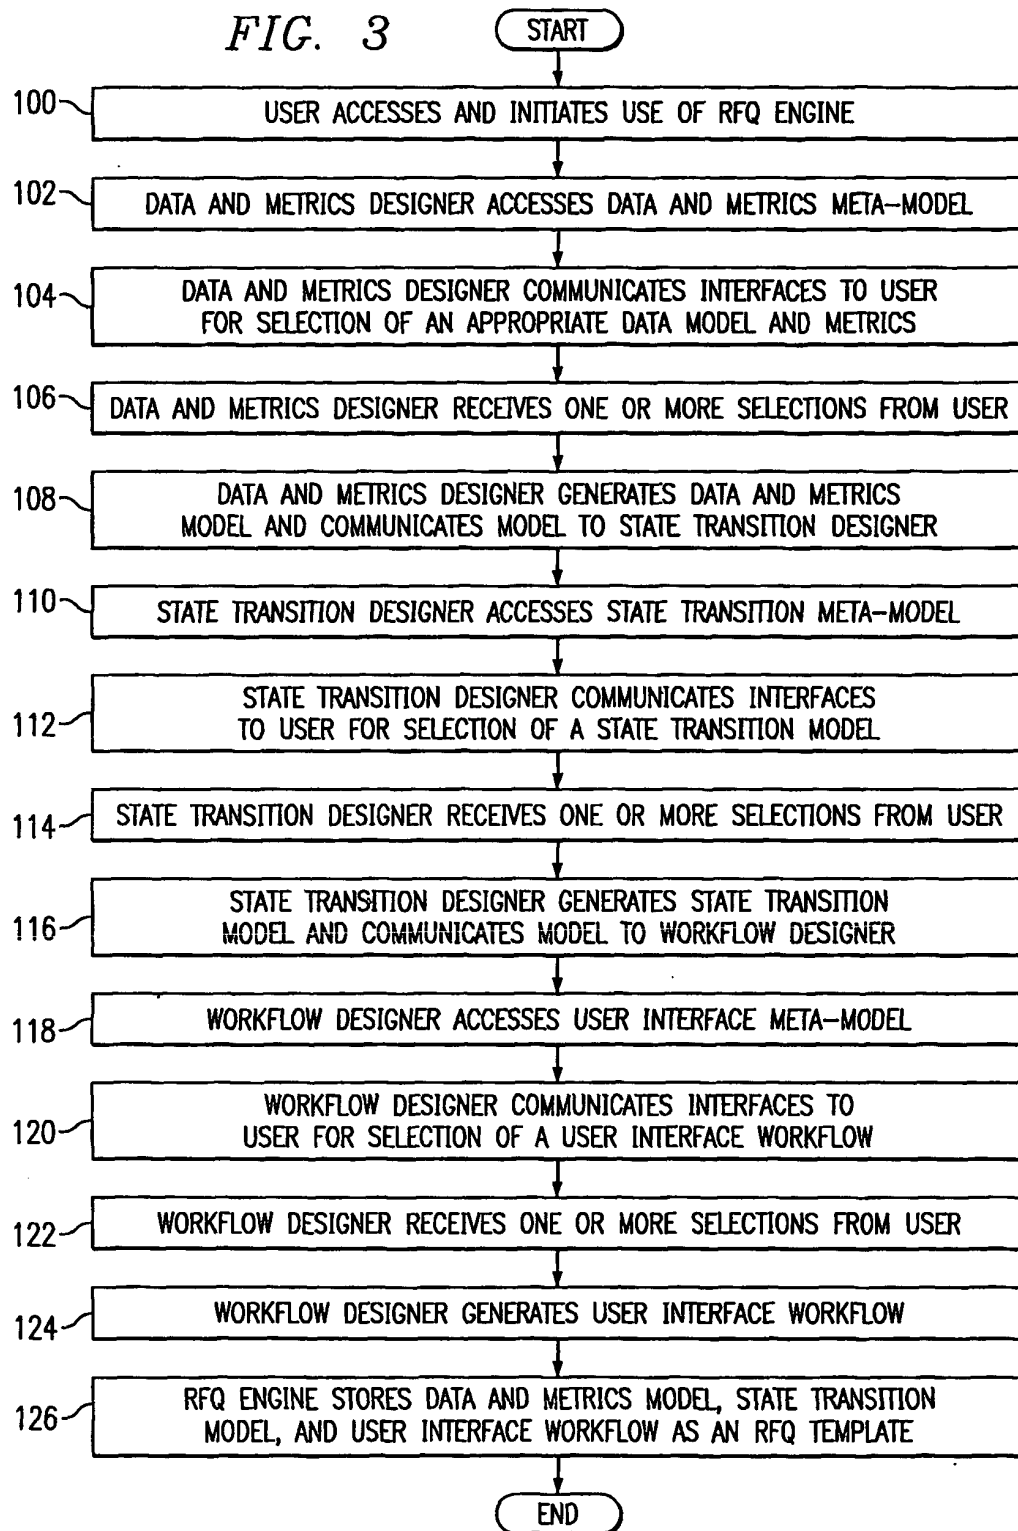 FIG. 3
START
100
USER ACCESSES AND INITIATES USE OF RFQ ENGINE
102
DATA AND METRICS DESIGNER ACCESSES DATA AND METRICS META-MODEL
104
DATA AND METRICS DESIGNER COMMUNICATES INTERFACES TO USER
FOR SELECTION OF AN APPROPRIATE DATA MODEL AND METRICS
106
DATA AND METRICS DESIGNER RECEIVES ONE OR MORE SELECTIONS FROM USER
108
DATA AND METRICS DESIGNER GENERATES DATA AND METRICS
MODEL AND COMMUNICATES MODEL TO STATE TRANSITION DESIGNER
110
STATE TRANSITION DESIGNER ACCESSES STATE TRANSITION META-MODEL
112
STATE TRANSITION DESIGNER COMMUNICATES INTERFACES
TO USER FOR SELECTION OF A STATE TRANSITION MODEL
114
STATE TRANSITION DESIGNER RECEIVES ONE OR MORE SELECTIONS FROM USER
116
STATE TRANSITION DESIGNER GENERATES STATE TRANSITION
MODEL AND COMMUNICATES MODEL TO WORKFLOW DESIGNER
118
WORKFLOW DESIGNER ACCESSES USER INTERFACE META-MODEL
120
WORKFLOW DESIGNER COMMUNICATES INTERFACES TO
USER FOR SELECTION OF A USER INTERFACE WORKFLOW
122
WORKFLOW DESIGNER RECEIVES ONE OR MORE SELECTIONS FROM USER
124
WORKFLOW DESIGNER GENERATES USER INTERFACE WORKFLOW
126
RFQ ENGINE STORES DATA AND METRICS MODEL, STATE TRANSITION
MODEL, AND USER INTERFACE WORKFLOW AS AN RFQ TEMPLATE
END